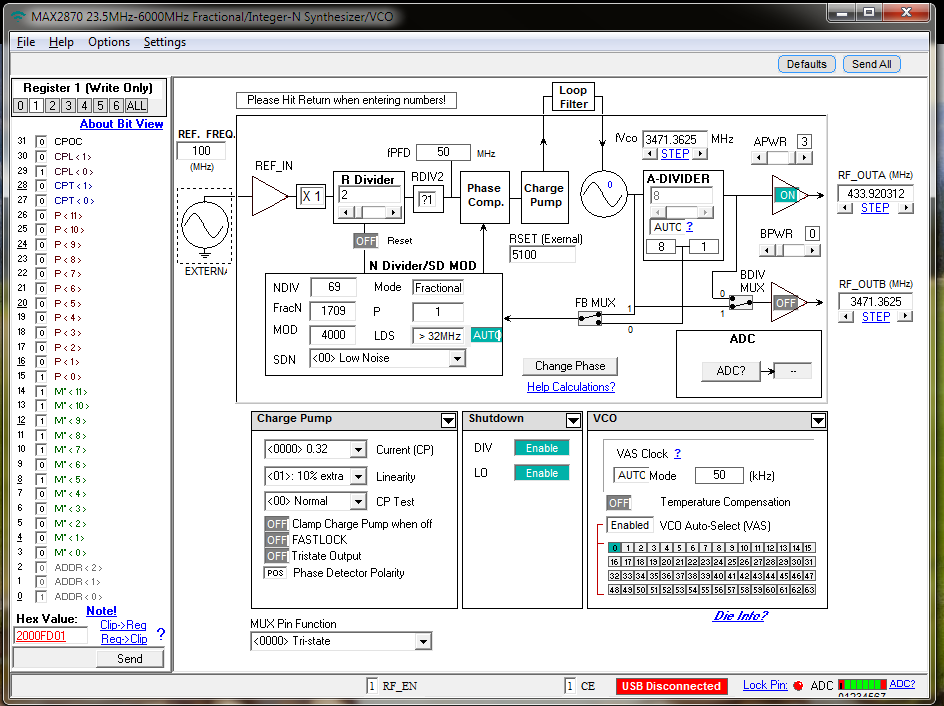 MAX2870 23.5MHz-6000MHz Fractional/Integer-N Synthesizer/VCO
File Help Options Settings
Defaults Send All
Register 1 (Write Only)
0 1 2 3 4 5 6 ALL
About Bit View
31 0 CPOC
30 0 CPL<1>
29 1 CPL<0>
28 0 CPT<1>
27 0 CPT<0>
26 0 P<11>
25 0 P<10>
24 0 P<9>
23 0 P<8>
22 0 P<7>
21 0 P<6>
20 0 P<5>
19 0 P<4>
18 0 P<3>
17 0 P<2>
16 0 P<1>
15 1 P<0>
14 1 M"<11>
13 1 M"<10>
12 1 M"<9>
11 1 M"<8>
10 1 M"<7>
9 0 M"<6>
8 1 M"<5>
7 0 M"<4>
6 0 M"<3>
5 0 M"<2>
4 0 M"<1>
3 0 M"<0>
2 0 ADDR<2>
1 0 ADDR<1>
0 1 ADDR<0>
Note!
Hex Value: Clip->Reg
2000FD01 Reg->Clip ?
Send
Please Hit Return when entering numbers!
Loop
Filter
REF. FREQ.
100
(MHz)
REF_IN
EXTERNA
X 1
fPFD 50 MHz
R Divider
2
RDIV2
?1
OFF Reset
Phase
Comp.
Charge
Pump
RSET (Exernal)
5100
fVco 3471.3625 MHz
STEP
0
A-DIVIDER
8
AUTO ?
8 1
APWR 3
ON
RF_OUTA (MHz)
433.920312
STEP
BPWR 0
BDIV
MUX
0
1
OFF
RF_OUTB (MHz)
3471.3625
STEP
FB MUX
1
0
N Divider/SD MOD
NDIV 69 Mode Fractional
FracN 1709 P 1
MOD 4000 LDS > 32MHz AUTO
SDN <00> Low Noise
Change Phase
Help Calculations?
ADC
ADC? --
Charge Pump
<0000> 0.32 Current (CP)
<01>: 10% extra Linearity
<00> Normal CP Test
OFF Clamp Charge Pump when off
OFF FASTLOCK
OFF Tristate Output
POS Phase Detector Polarity
Shutdown
DIV Enable
LO Enable
VCO
VAS Clock ?
AUTO Mode 50 (kHz)
OFF Temperature Compensation
Enabled VCO Auto-Select (VAS)
0 1 2 3 4 5 6 7 8 9 10 11 12 13 14 15
16 17 18 19 20 21 22 23 24 25 26 27 28 29 30 31
32 33 34 35 36 37 38 39 40 41 42 43 44 45 46 47
48 49 50 51 52 53 54 55 56 57 58 59 60 61 62 63
Die Info?
MUX Pin Function
<0000> Tri-state
1 RF_EN 1 CE USB Disconnected Lock Pin: ADC ADC?
01234567